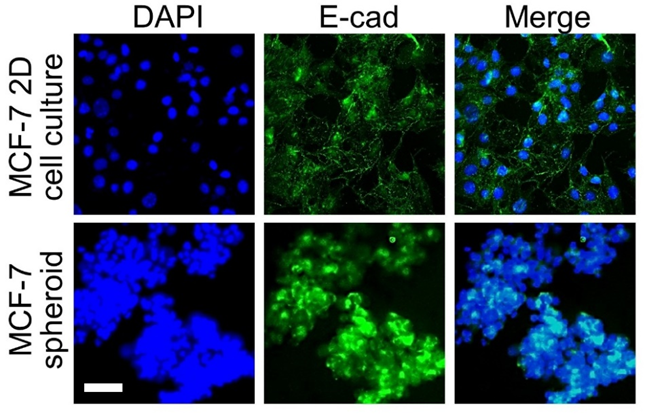 DAPI E-cad Merge
MCF-7 2D
cell culture
MCF-7
spheroid